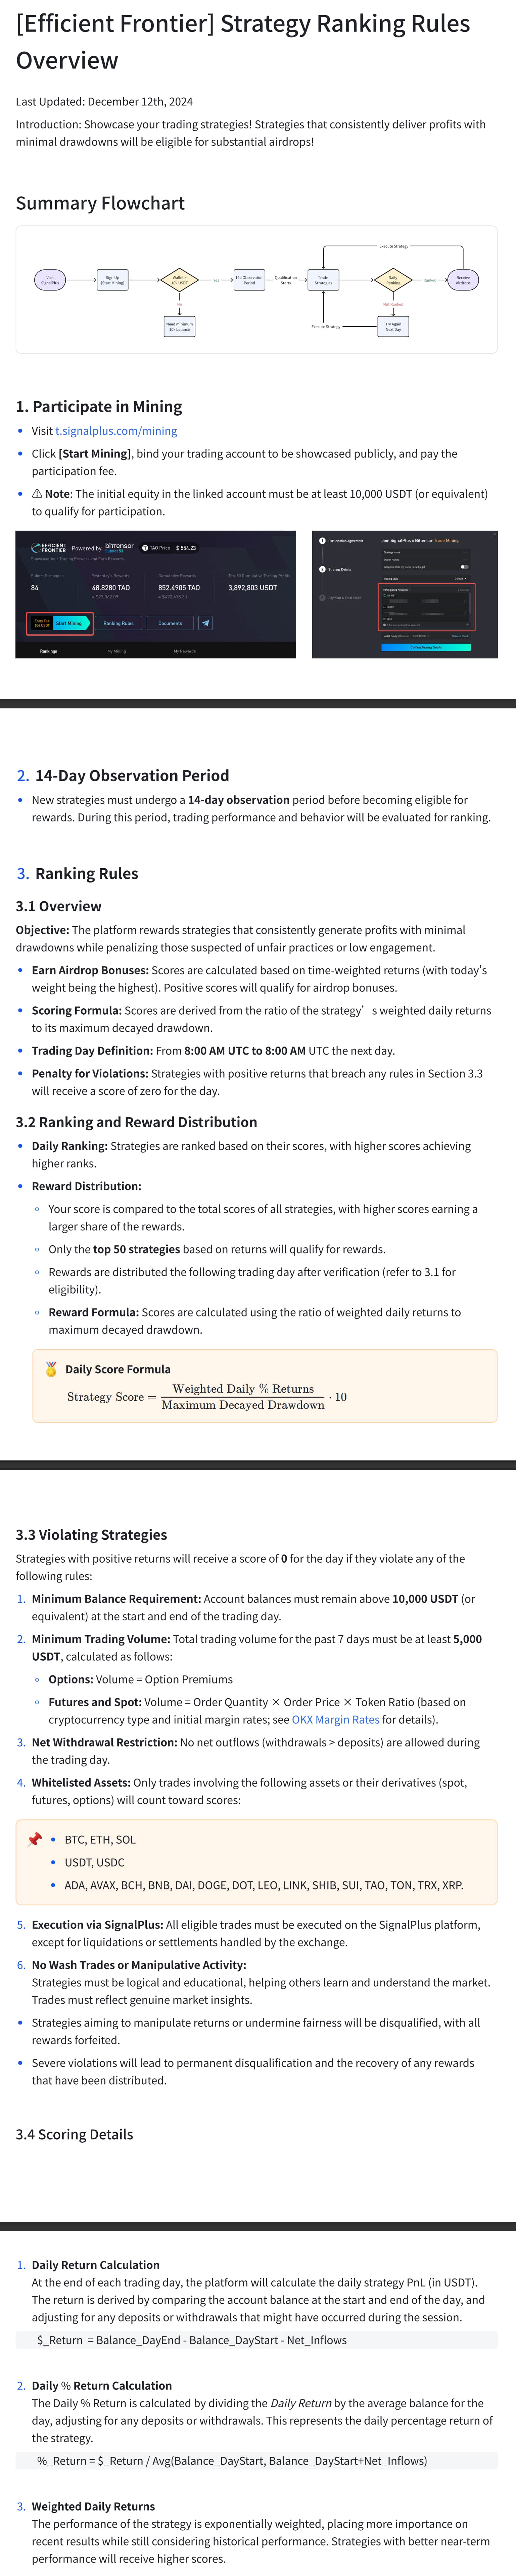 [Efficient Frontier] Strategy Ranking Rules
Overview
Last Updated: December 12th, 2024
Introduction: Showcase your trading strategies! Strategies that consistently deliver profits with
minimal drawdowns will be eligible for substantial airdrops!
Summary Flowchart
Execute Strategy
Visit
SignalPlus
Sign Up
(Start Mining)
Wallet >
10k USDT
Yes
14d Observation
Period
Qualification
Starts
Trade
Strategies
Daily
Ranking
Ranked
Receive
Airdrops
No
Not Ranked
Need minimum
10k balance
Execute Strategy
Try Again
Next Day
1. Participate in Mining
• Visit t.signalplus.com/mining
• Click [Start Mining], bind your trading account to be showcased publicly, and pay the
participation fee.
• ⚠ Note: The initial equity in the linked account must be at least 10,000 USDT (or equivalent)
to qualify for participation.
EFFICIENT
FRONTIER
Powered by bittensor
TAO Price $ 554.23
Showcase Your Trading Prowess and Earn Rewards
84
48.8280 TAO
852.4905 TAO
3,892,803 USDT
Start Mining
Ranking Rules
Documents
Rankings
My Mining
My Rewards
Participation Agreement
Strategy Details
Join SignalPlus x Bittensor Trade Mining
2. 14-Day Observation Period
• New strategies must undergo a 14-day observation period before becoming eligible for
rewards. During this period, trading performance and behavior will be evaluated for ranking.
3. Ranking Rules
3.1 Overview
Objective: The platform rewards strategies that consistently generate profits with minimal
drawdowns while penalizing those suspected of unfair practices or low engagement.
• Earn Airdrop Bonuses: Scores are calculated based on time-weighted returns (with today's
weight being the highest). Positive scores will qualify for airdrop bonuses.
• Scoring Formula: Scores are derived from the ratio of the strategy’ s weighted daily returns
to its maximum decayed drawdown.
• Trading Day Definition: From 8:00 AM UTC to 8:00 AM UTC the next day.
• Penalty for Violations: Strategies with positive returns that breach any rules in Section 3.3
will receive a score of zero for the day.
3.2 Ranking and Reward Distribution
• Daily Ranking: Strategies are ranked based on their scores, with higher scores achieving
higher ranks.
• Reward Distribution:
◦ Your score is compared to the total scores of all strategies, with higher scores earning a
larger share of the rewards.
◦ Only the top 50 strategies based on returns will qualify for rewards.
◦ Rewards are distributed the following trading day after verification (refer to 3.1 for
eligibility).
◦ Reward Formula: Scores are calculated using the ratio of weighted daily returns to
maximum decayed drawdown.
🏅 Daily Score Formula
Strategy Score = Weighted Daily % Returns / Maximum Decayed Drawdown · 10
3.3 Violating Strategies
Strategies with positive returns will receive a score of 0 for the day if they violate any of the
following rules:
1. Minimum Balance Requirement: Account balances must remain above 10,000 USDT (or
equivalent) at the start and end of the trading day.
2. Minimum Trading Volume: Total trading volume for the past 7 days must be at least 5,000
USDT, calculated as follows:
◦ Options: Volume = Option Premiums
◦ Futures and Spot: Volume = Order Quantity × Order Price × Token Ratio (based on
cryptocurrency type and initial margin rates; see OKX Margin Rates for details).
3. Net Withdrawal Restriction: No net outflows (withdrawals > deposits) are allowed during
the trading day.
4. Whitelisted Assets: Only trades involving the following assets or their derivatives (spot,
futures, options) will count toward scores:
📌 • BTC, ETH, SOL
• USDT, USDC
• ADA, AVAX, BCH, BNB, DAI, DOGE, DOT, LEO, LINK, SHIB, SUI, TAO, TON, TRX, XRP.
5. Execution via SignalPlus: All eligible trades must be executed on the SignalPlus platform,
except for liquidations or settlements handled by the exchange.
6. No Wash Trades or Manipulative Activity:
Strategies must be logical and educational, helping others learn and understand the market.
Trades must reflect genuine market insights.
• Strategies aiming to manipulate returns or undermine fairness will be disqualified, with all
rewards forfeited.
• Severe violations will lead to permanent disqualification and the recovery of any rewards
that have been distributed.
3.4 Scoring Details
1. Daily Return Calculation
At the end of each trading day, the platform will calculate the daily strategy PnL (in USDT).
The return is derived by comparing the account balance at the start and end of the day, and
adjusting for any deposits or withdrawals that might have occurred during the session.
$_Return = Balance_DayEnd - Balance_DayStart - Net_Inflows
2. Daily % Return Calculation
The Daily % Return is calculated by dividing the Daily Return by the average balance for the
day, adjusting for any deposits or withdrawals. This represents the daily percentage return of
the strategy.
%_Return = $_Return / Avg(Balance_DayStart, Balance_DayStart+Net_Inflows)
3. Weighted Daily Returns
The performance of the strategy is exponentially weighted, placing more importance on
recent results while still considering historical performance. Strategies with better near-term
performance will receive higher scores.